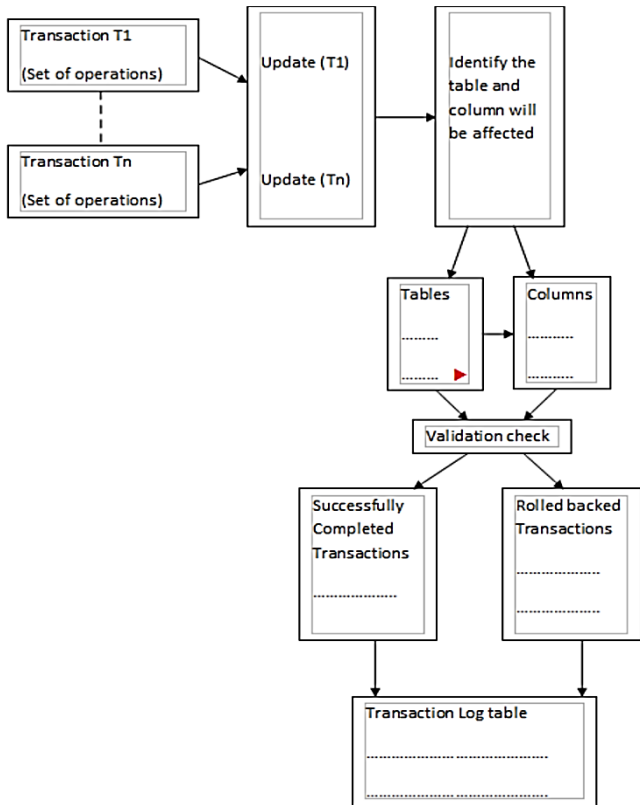 Transaction T1
(Set of operations)
Transaction Tn
(Set of operations)
Update (T1)
Update (Tn)
Identify the
table and
column will
be affected
Tables
..........
..........
Columns
............
............
Validation check
Successfully
Completed
Transactions
......................
Rolled backed
Transactions
......................
......................
Transaction Log table
................................................
................................................